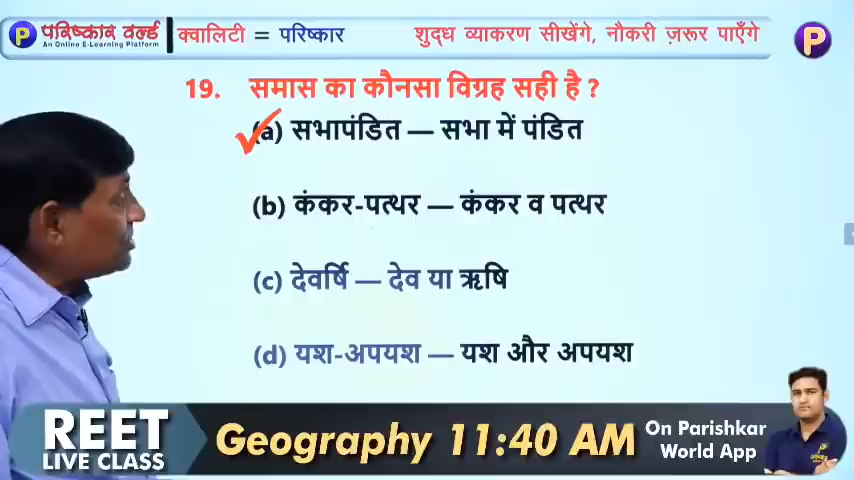 परिष्कार वर्ल्ड
An Online E-Learning Platform
क्वालिटी = परिष्कार
शुद्ध व्याकरण सीखेंगे, नौकरी ज़रूर पाएँगे
19. समास का कौनसा विग्रह सही है ?
(a) सभापंडित — सभा में पंडित
(b) कंकर-पत्थर — कंकर व पत्थर
(c) देवर्षि — देव या ऋषि
(d) यश-अपयश — यश और अपयश
REET
LIVE CLASS
Geography 11:40 AM
On Parishkar
World App